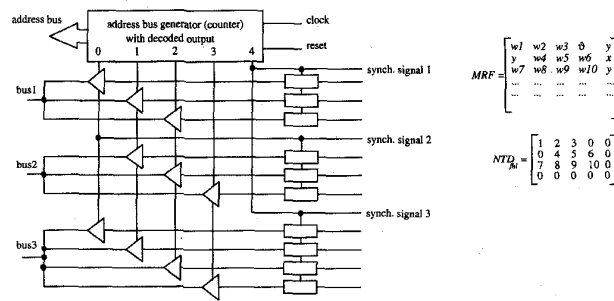 address bus
address bus generator (counter)
with decoded output
0 1 2 3 4
clock
reset
synch. signal 1
bus1
synch. signal 2
bus2
synch. signal 3
bus3
MRF =
w1 w2 w3 ϑ y
y w4 w5 w6 x
w7 w8 w9 w10 y
... ... ... ... ...
... ... ... ... ...
NTD fbl =
1 2 3 0 0
0 4 5 6 0
7 8 9 10 0
0 0 0 0 0